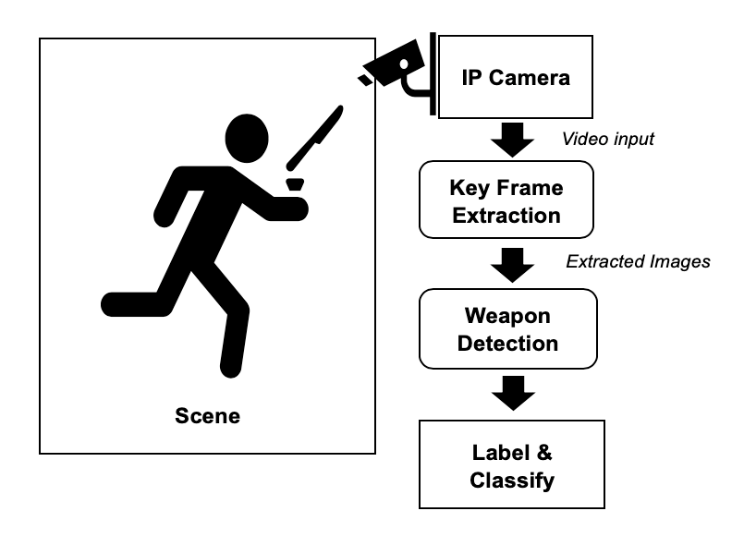 IP Camera
Video input
Key Frame
Extraction
Extracted Images
Weapon
Detection
Label &
Classify
Scene